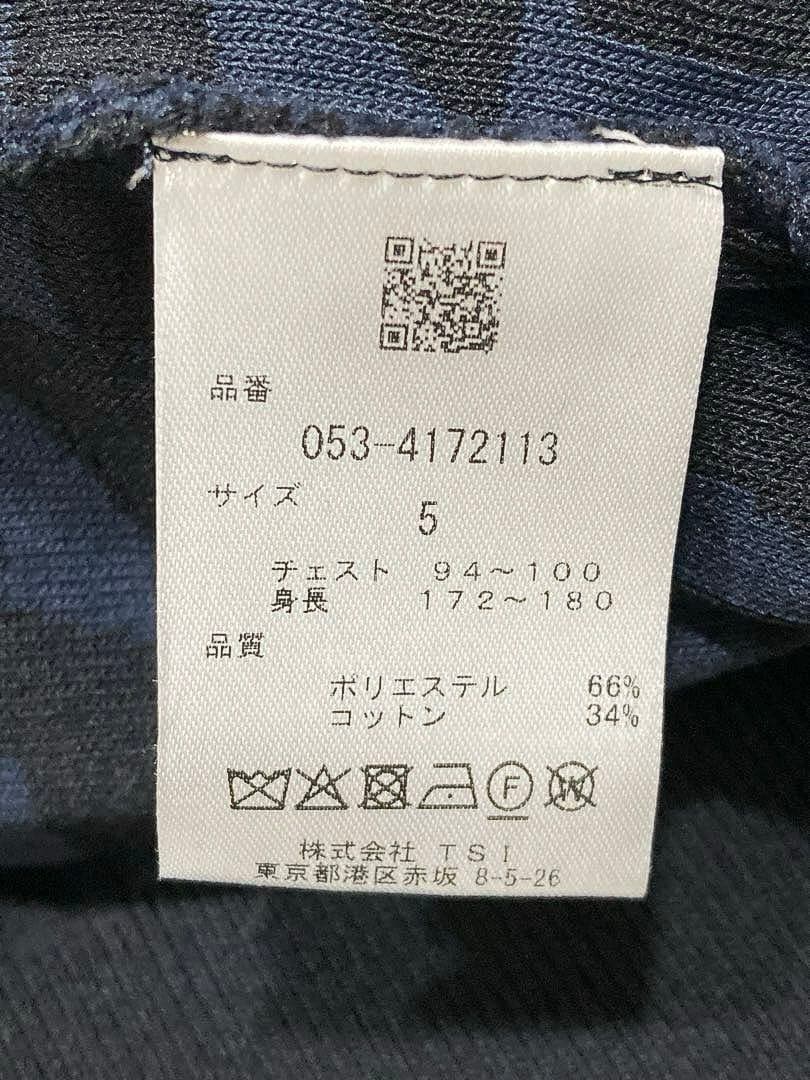 品番
053-4172113
サイズ
5
チェスト 94～100
身長 172～180
品質
ポリエステル 66%
コットン 34%
F W
株式会社 TSI
東京都港区赤坂 8-5-26